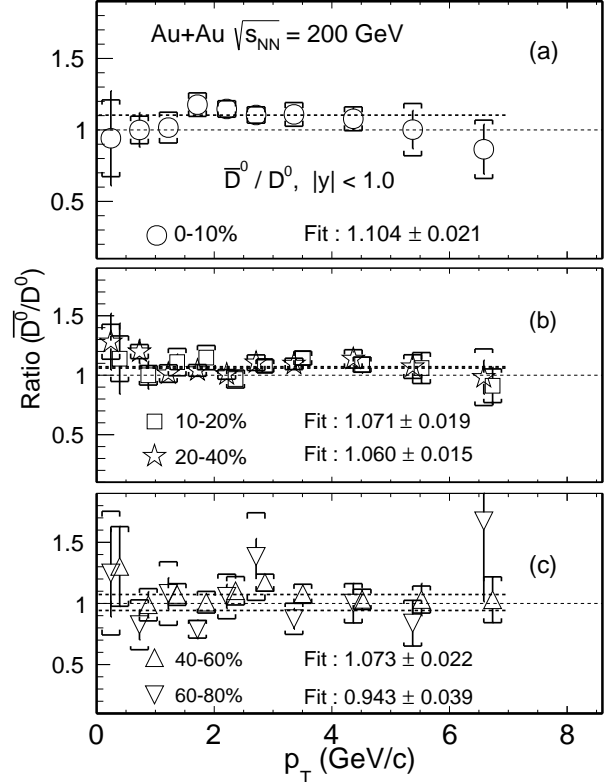 Au+Au √s_NN = 200 GeV
(a)
1.5
1
0.5
D̅⁰ / D⁰, |y| < 1.0
0-10% Fit : 1.104 ± 0.021
Ratio (D̅⁰/D⁰)
(b)
1.5
1
0.5
10-20% Fit : 1.071 ± 0.019
20-40% Fit : 1.060 ± 0.015
(c)
1.5
1
0.5
40-60% Fit : 1.073 ± 0.022
60-80% Fit : 0.943 ± 0.039
0 2 4 6 8
p_T (GeV/c)